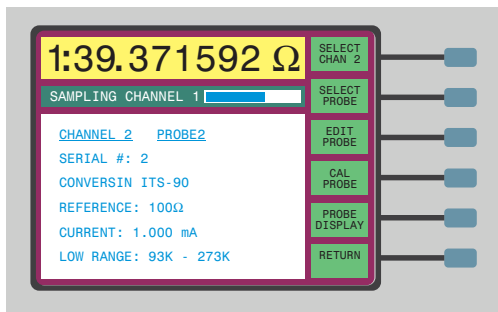 1:39.371592 Ω
SAMPLING CHANNEL 1
CHANNEL 2 PROBE2
SERIAL #: 2
CONVERSIN ITS-90
REFERENCE: 100Ω
CURRENT: 1.000 mA
LOW RANGE: 93K - 273K
SELECT
CHAN 2
SELECT
PROBE
EDIT
PROBE
CAL
PROBE
PROBE
DISPLAY
RETURN